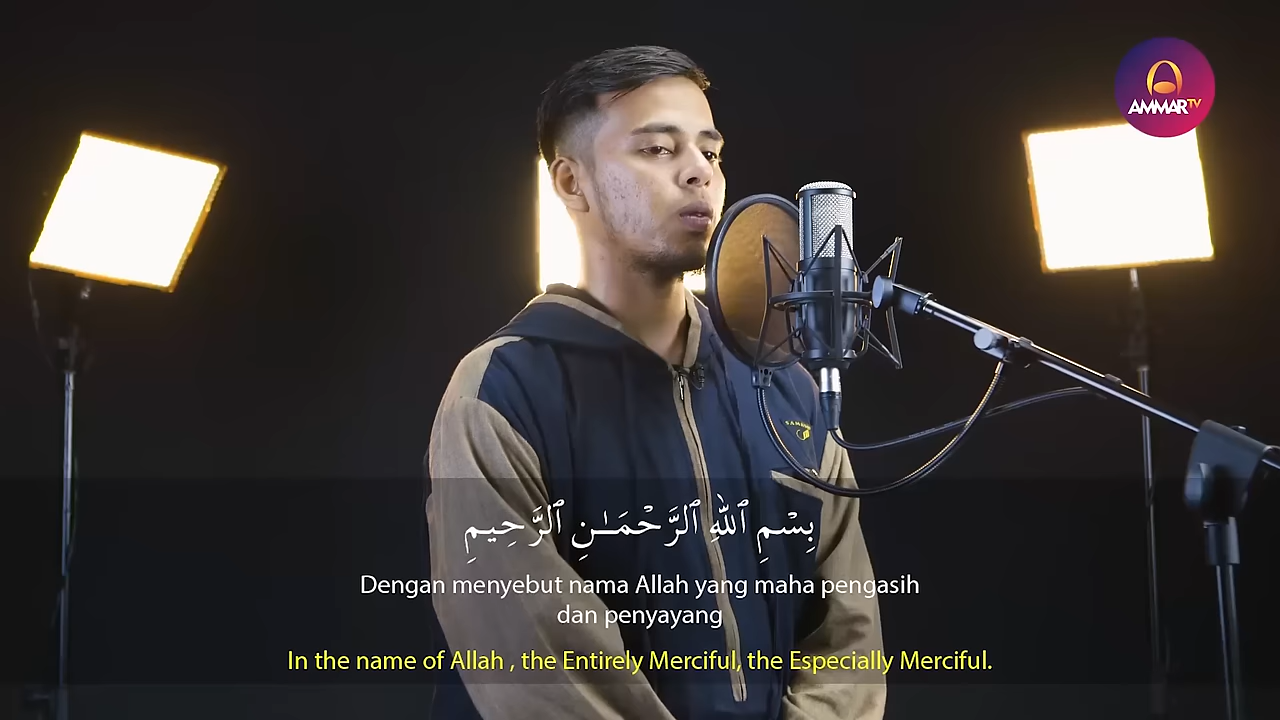 AMMARTV
بِسْمِ ٱللَّهِ ٱلرَّحْمَـٰنِ ٱلرَّحِيمِ
Dengan menyebut nama Allah yang maha pengasih
dan penyayang
In the name of Allah , the Entirely Merciful, the Especially Merciful.